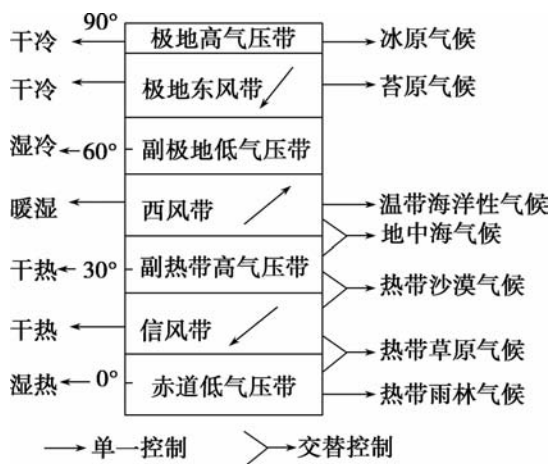 90°
干冷 极地高气压带 冰原气候
干冷 极地东风带 苔原气候
湿冷 60° 副极地低气压带
暖湿 西风带 温带海洋性气候
地中海气候
干热 30° 副热带高气压带
热带沙漠气候
干热 信风带
热带草原气候
湿热 0° 赤道低气压带 热带雨林气候
单一控制 交替控制